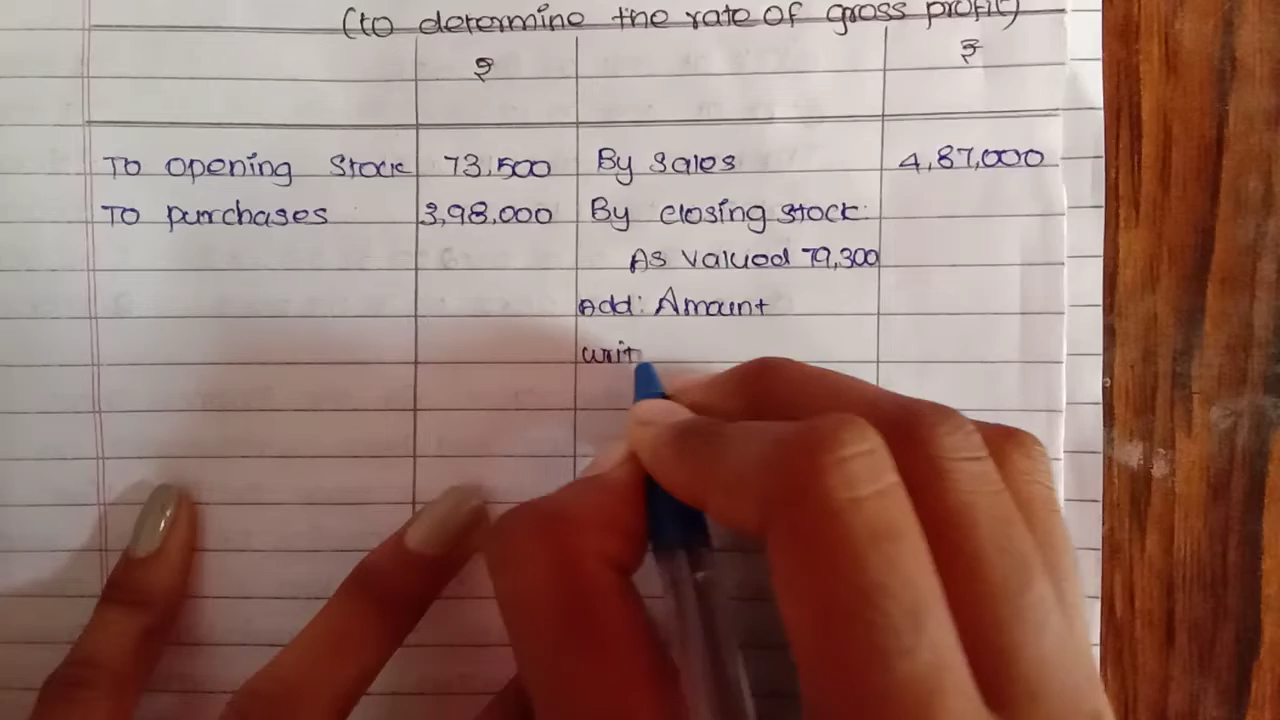 (to determine the rate of gross profit)
₹ ₹
To opening stock 73,500 By sales 4,87,000
To purchases 3,98,000 By closing stock:
As valued 79,300
Add: Amount
writ